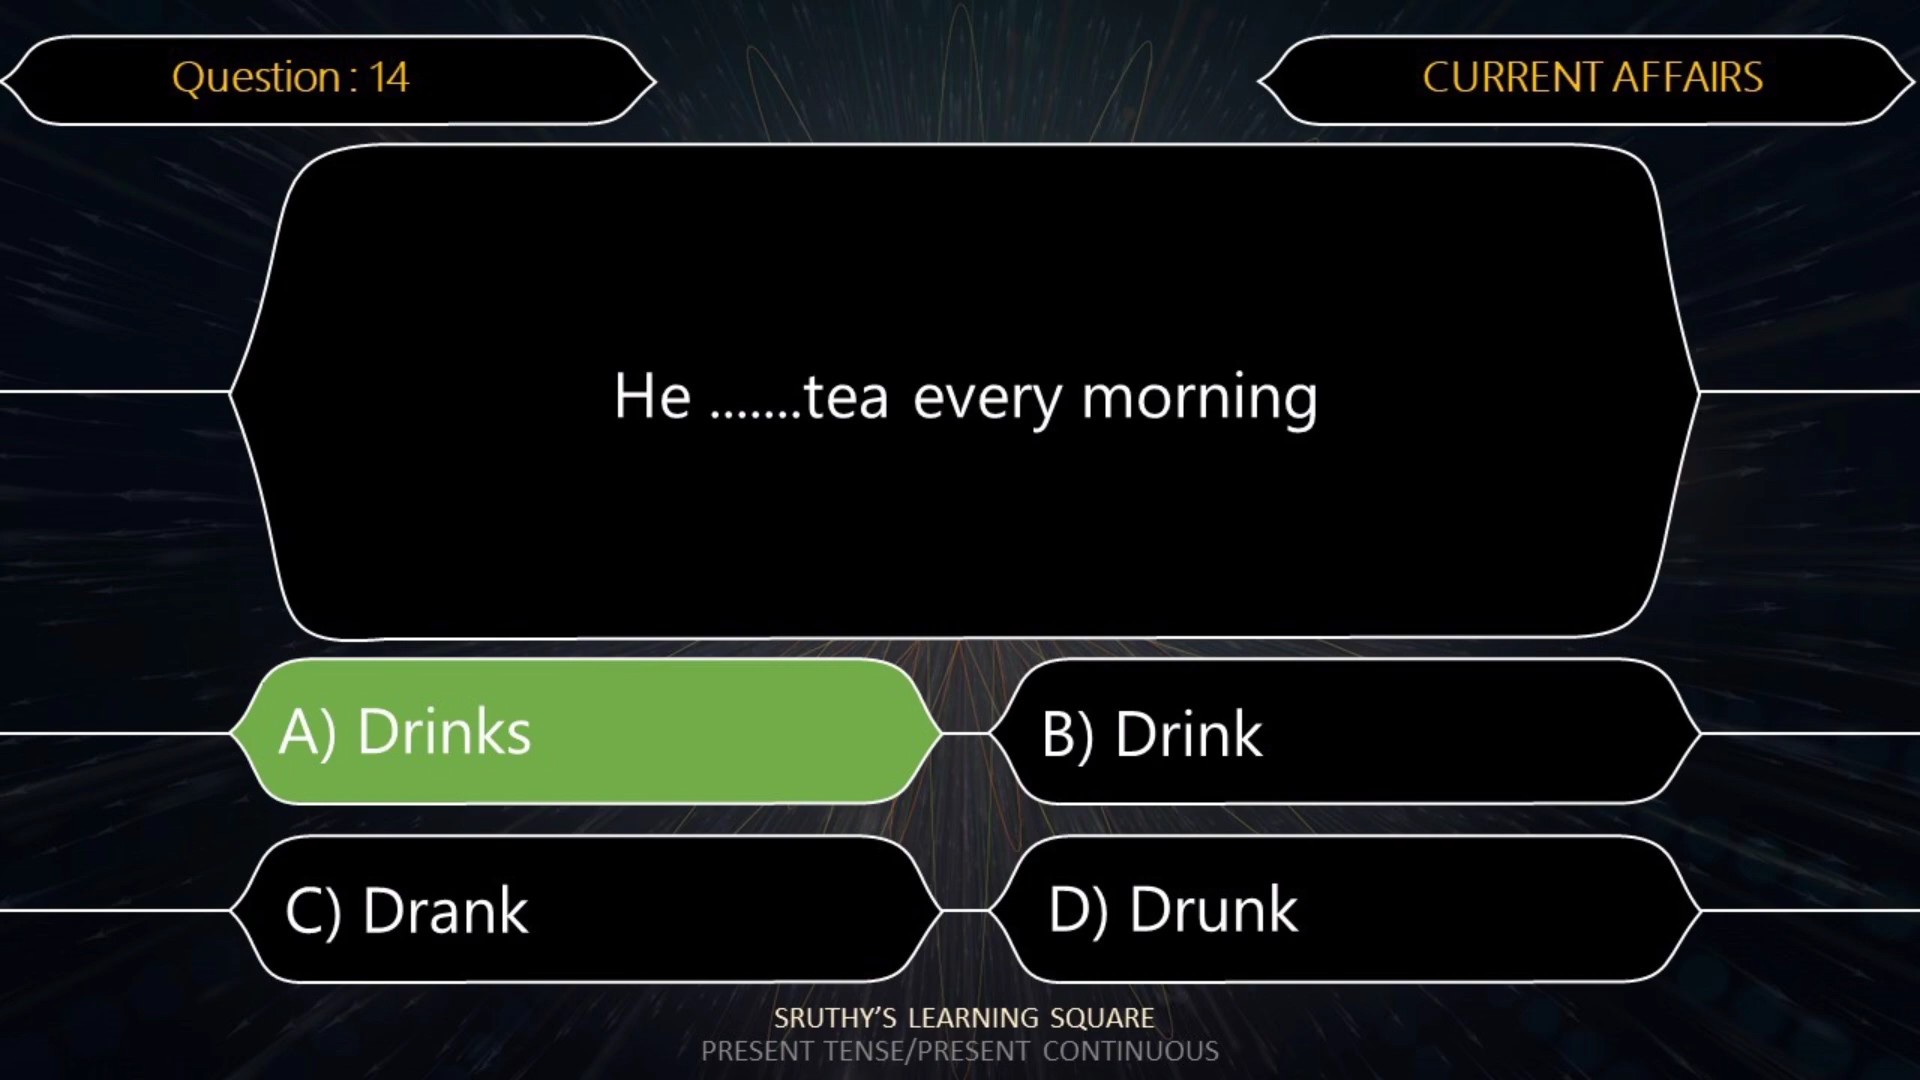 Question : 14
CURRENT AFFAIRS
He .......tea every morning
A) Drinks
B) Drink
C) Drank
D) Drunk
SRUTHY’S LEARNING SQUARE
PRESENT TENSE/PRESENT CONTINUOUS